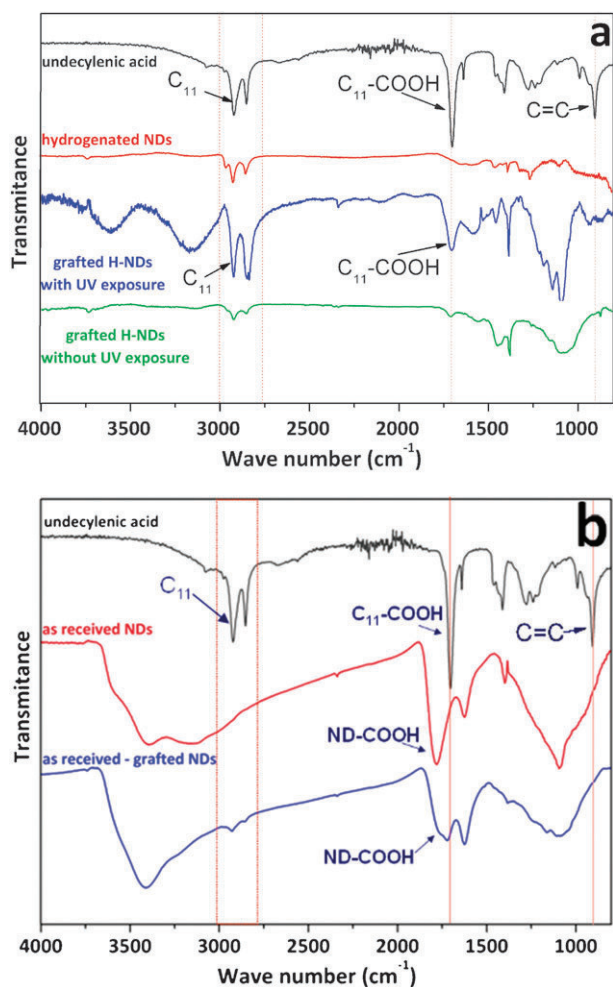 a
undecylenic acid
C11
C11-COOH
C=C
hydrogenated NDs
grafted H-NDs
with UV exposure
C11
C11-COOH
grafted H-NDs
without UV exposure
Transmitance
4000 3500 3000 2500 2000 1500 1000
Wave number (cm-1)
b
undecylenic acid
C11
C11-COOH
C=C
as received NDs
ND-COOH
as received - grafted NDs
ND-COOH
Transmitance
4000 3500 3000 2500 2000 1500 1000
Wave number (cm-1)